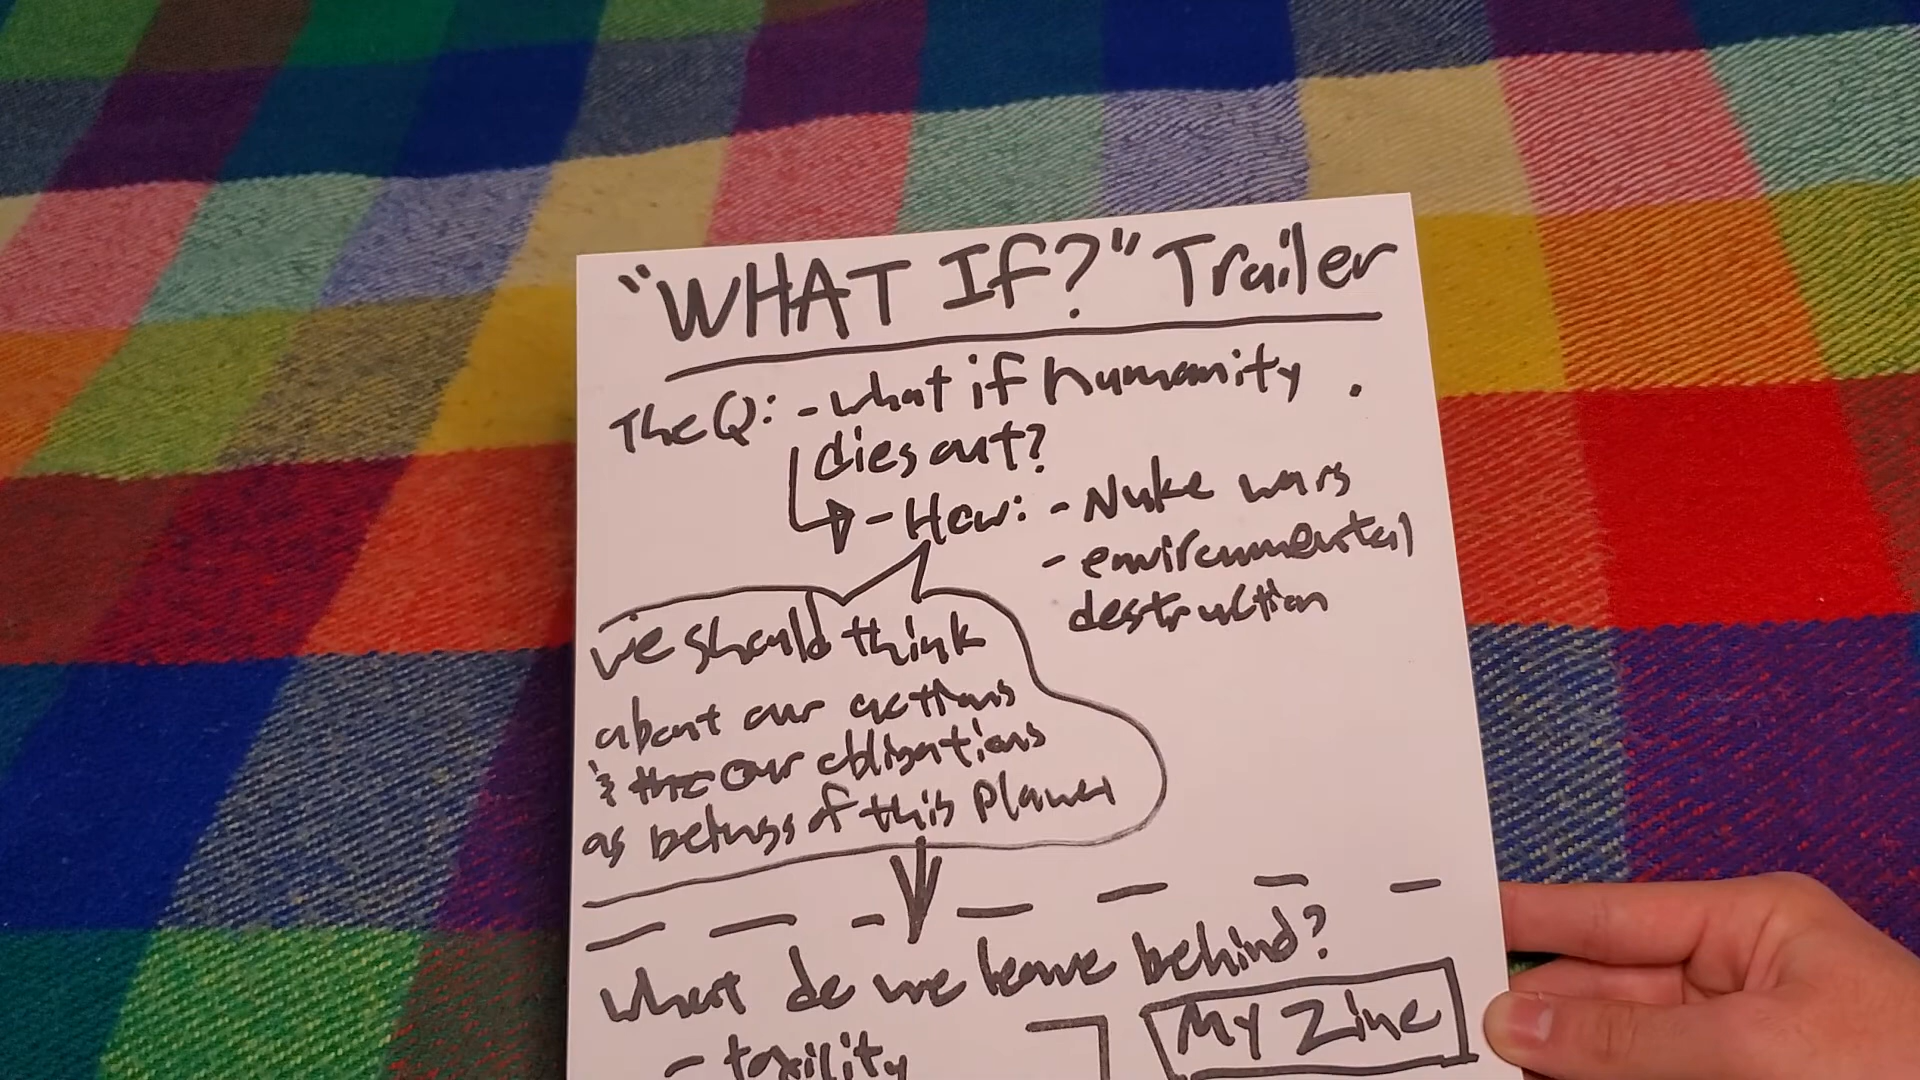 "WHAT If?" Trailer
The Q: - what if humanity
dies out?
- How: - Nuke wars
- environmental
destruction
we should think
about our actions
& the our obligations
as beings of this planet
what do we leave behind?
My Zine
- toxility